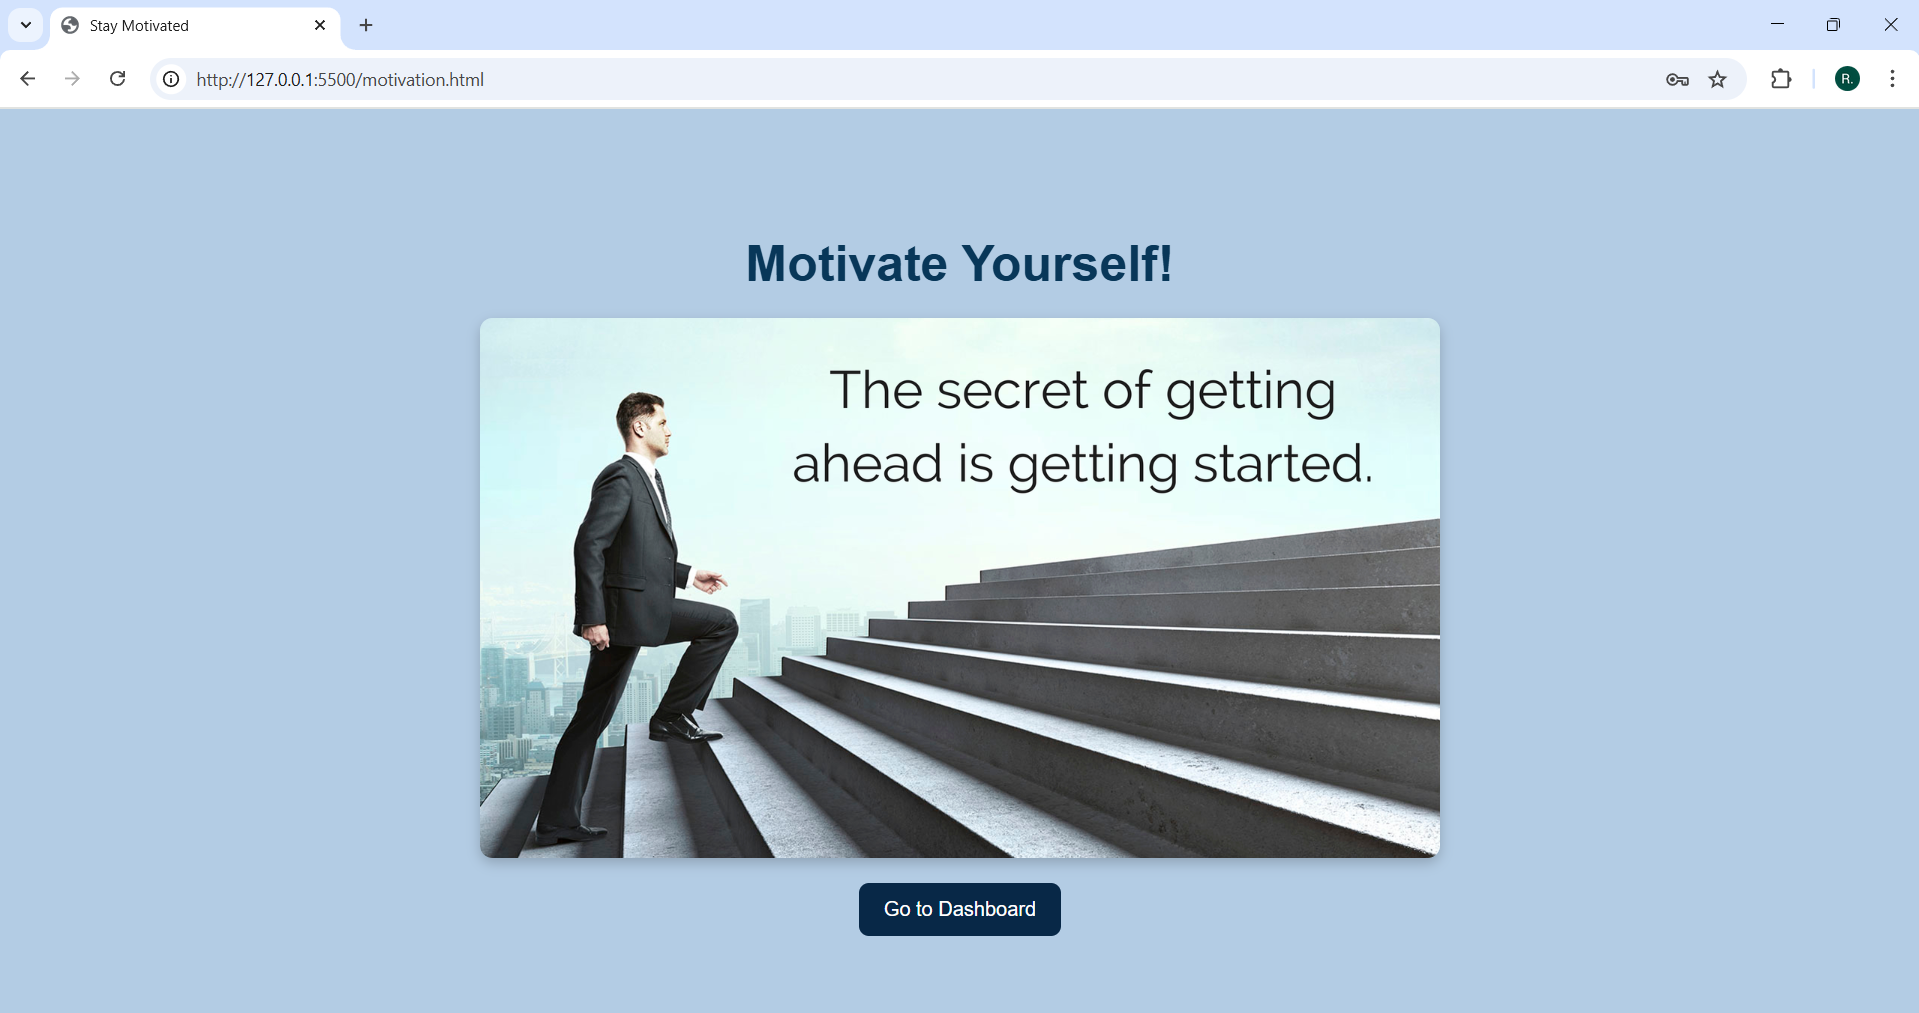 Stay Motivated
http://127.0.0.1:5500/motivation.html
R.
Motivate Yourself!
The secret of getting
ahead is getting started.
Go to Dashboard